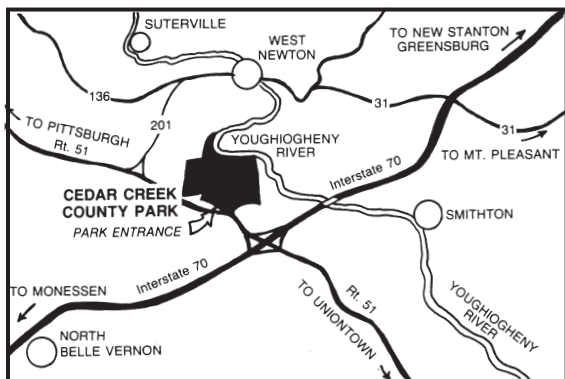 SUTERVILLE
WEST
NEWTON
TO NEW STANTON
GREENSBURG
136
201
31
31
TO PITTSBURGH
Rt. 51
YOUGHIOGHENY
RIVER
TO MT. PLEASANT
Interstate 70
CEDAR CREEK
COUNTY PARK
PARK ENTRANCE
SMITHTON
Interstate 70
TO MONESSEN
Rt. 51
TO UNIONTOWN
YOUGHIOGHENY
RIVER
NORTH
BELLE VERNON